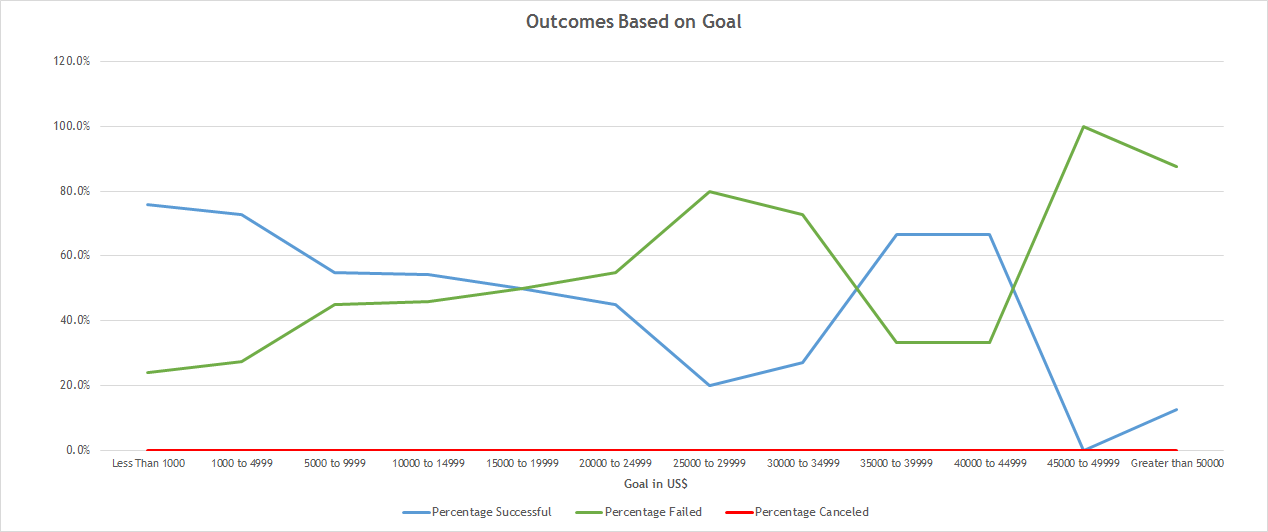 Outcomes Based on Goal
120.0%
100.0%
80.0%
60.0%
40.0%
20.0%
0.0%
Less Than 1000 1000 to 4999 5000 to 9999 10000 to 14999 15000 to 19999 20000 to 24999 25000 to 29999 30000 to 34999 35000 to 39999 40000 to 44999 45000 to 49999 Greater than 50000
Goal in US$
Percentage Successful Percentage Failed Percentage Canceled